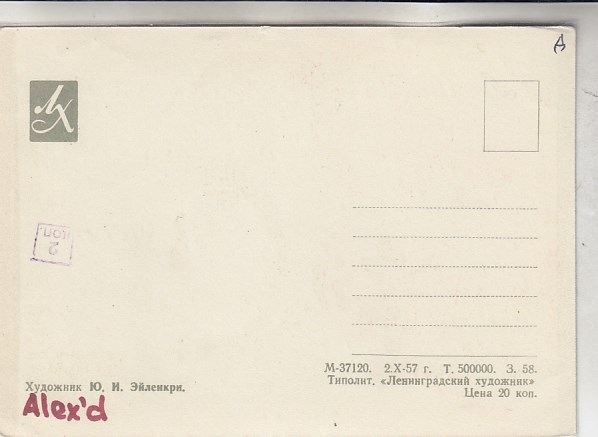 А
ЛХ
2
коп.
М-37120. 2.X-57 г. Т. 500000. З. 58.
Типолит. «Ленинградский художник»
Цена 20 коп.
Художник Ю. И. Эйленкри.
Alex'd